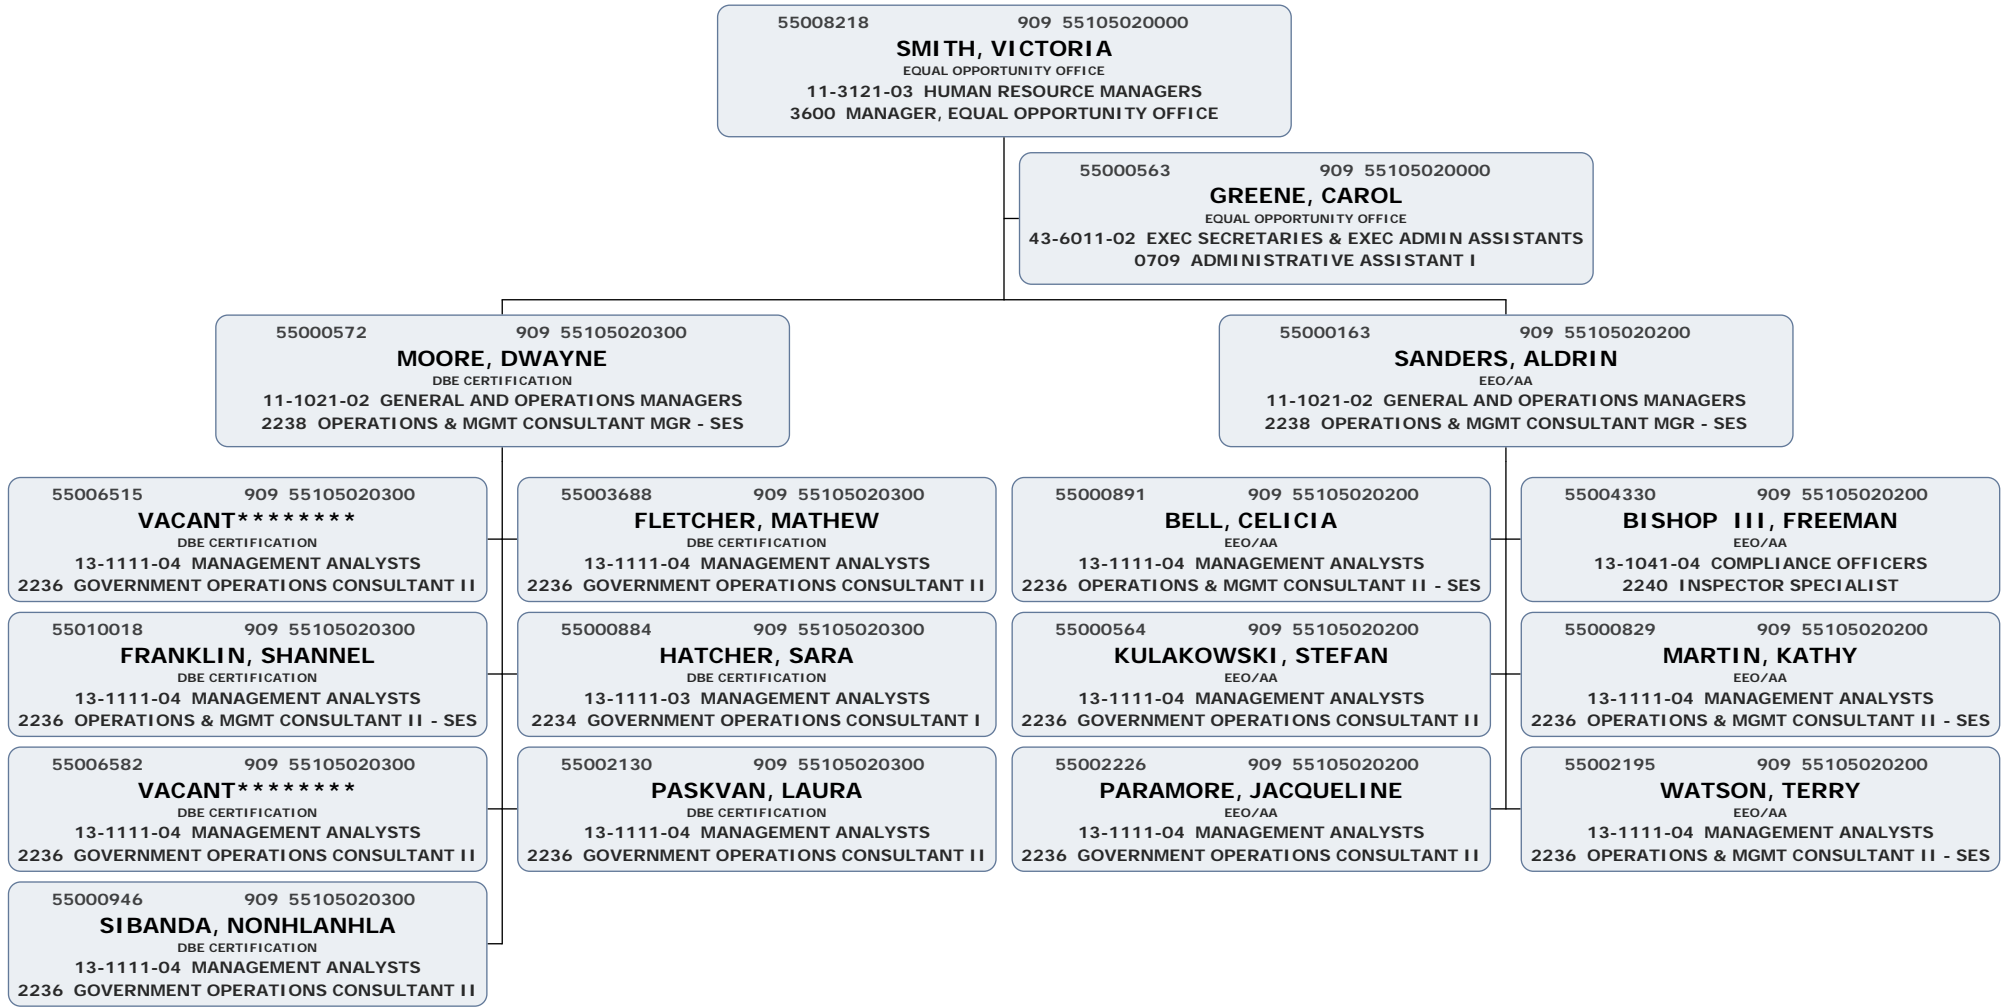 55008218 909 55105020000
SMITH, VICTORIA
EQUAL OPPORTUNITY OFFICE
11-3121-03 HUMAN RESOURCE MANAGERS
3600 MANAGER, EQUAL OPPORTUNITY OFFICE
55000563 909 55105020000
GREENE, CAROL
EQUAL OPPORTUNITY OFFICE
43-6011-02 EXEC SECRETARIES & EXEC ADMIN ASSISTANTS
0709 ADMINISTRATIVE ASSISTANT I
55000572 909 55105020300
MOORE, DWAYNE
DBE CERTIFICATION
11-1021-02 GENERAL AND OPERATIONS MANAGERS
2238 OPERATIONS & MGMT CONSULTANT MGR - SES
55000163 909 55105020200
SANDERS, ALDRIN
EEO/AA
11-1021-02 GENERAL AND OPERATIONS MANAGERS
2238 OPERATIONS & MGMT CONSULTANT MGR - SES
55006515 909 55105020300
VACANT********
DBE CERTIFICATION
13-1111-04 MANAGEMENT ANALYSTS
2236 GOVERNMENT OPERATIONS CONSULTANT II
55003688 909 55105020300
FLETCHER, MATHEW
DBE CERTIFICATION
13-1111-04 MANAGEMENT ANALYSTS
2236 GOVERNMENT OPERATIONS CONSULTANT II
55000891 909 55105020200
BELL, CELICIA
EEO/AA
13-1111-04 MANAGEMENT ANALYSTS
2236 OPERATIONS & MGMT CONSULTANT II - SES
55004330 909 55105020200
BISHOP III, FREEMAN
EEO/AA
13-1041-04 COMPLIANCE OFFICERS
2240 INSPECTOR SPECIALIST
55010018 909 55105020300
FRANKLIN, SHANNEL
DBE CERTIFICATION
13-1111-04 MANAGEMENT ANALYSTS
2236 OPERATIONS & MGMT CONSULTANT II - SES
55000884 909 55105020300
HATCHER, SARA
DBE CERTIFICATION
13-1111-03 MANAGEMENT ANALYSTS
2234 GOVERNMENT OPERATIONS CONSULTANT I
55000564 909 55105020200
KULAKOWSKI, STEFAN
EEO/AA
13-1111-04 MANAGEMENT ANALYSTS
2236 GOVERNMENT OPERATIONS CONSULTANT II
55000829 909 55105020200
MARTIN, KATHY
EEO/AA
13-1111-04 MANAGEMENT ANALYSTS
2236 OPERATIONS & MGMT CONSULTANT II - SES
55006582 909 55105020300
VACANT********
DBE CERTIFICATION
13-1111-04 MANAGEMENT ANALYSTS
2236 GOVERNMENT OPERATIONS CONSULTANT II
55002130 909 55105020300
PASKVAN, LAURA
DBE CERTIFICATION
13-1111-04 MANAGEMENT ANALYSTS
2236 GOVERNMENT OPERATIONS CONSULTANT II
55002226 909 55105020200
PARAMORE, JACQUELINE
EEO/AA
13-1111-04 MANAGEMENT ANALYSTS
2236 GOVERNMENT OPERATIONS CONSULTANT II
55002195 909 55105020200
WATSON, TERRY
EEO/AA
13-1111-04 MANAGEMENT ANALYSTS
2236 OPERATIONS & MGMT CONSULTANT II - SES
55000946 909 55105020300
SIBANDA, NONHLANHLA
DBE CERTIFICATION
13-1111-04 MANAGEMENT ANALYSTS
2236 GOVERNMENT OPERATIONS CONSULTANT II